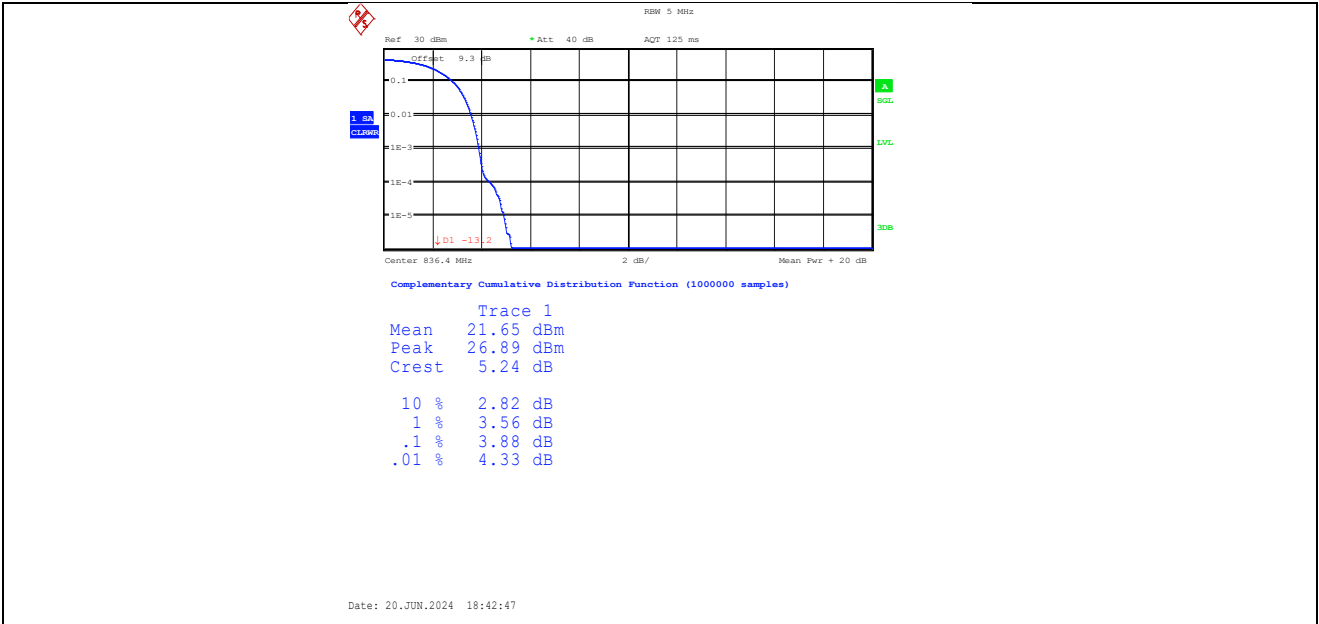 RBW 5 MHz
Ref 30 dBm * Att 40 dB AQT 125 ms
Offset 9.3 dB
0.1
A
SGL
0.01
1 SA
CLRWR
1E-3
LVL
1E-4
1E-5
3DB
↓D1 -13.2
Center 836.4 MHz 2 dB/ Mean Pwr + 20 dB
Complementary Cumulative Distribution Function (1000000 samples)
Trace 1
Mean 21.65 dBm
Peak 26.89 dBm
Crest 5.24 dB
10 % 2.82 dB
1 % 3.56 dB
.1 % 3.88 dB
.01 % 4.33 dB
Date: 20.JUN.2024 18:42:47